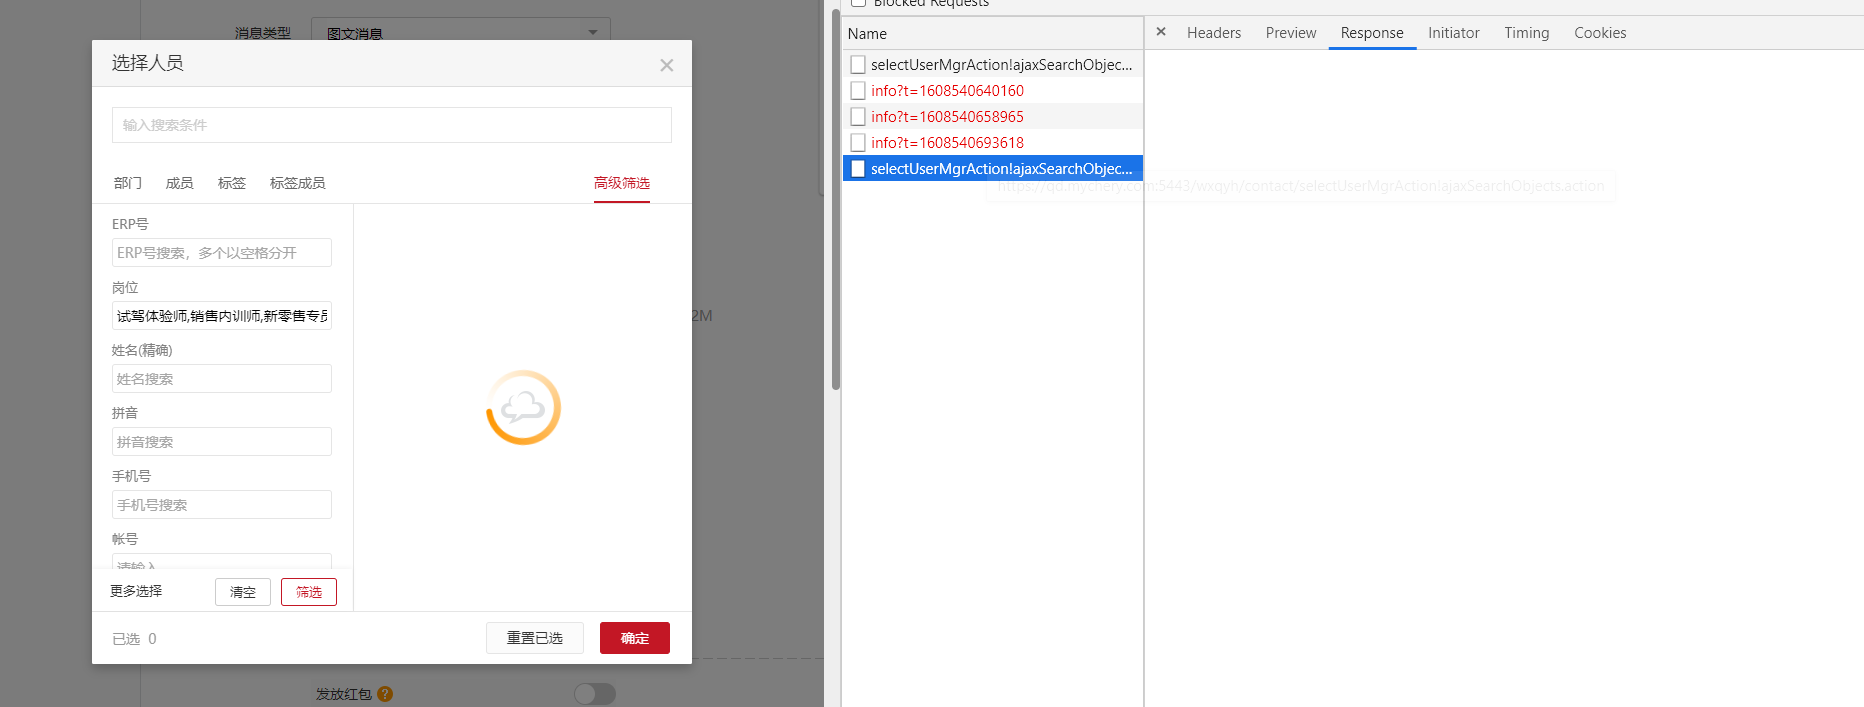 消息类型
图文消息
选择人员
输入搜索条件
部门
成员
标签
标签成员
高级筛选
ERP号
ERP号搜索，多个以空格分开
岗位
试驾体验师,销售内训师,新零售专员
姓名(精确)
姓名搜索
拼音
拼音搜索
手机号
手机号搜索
帐号
请输入
更多选择
清空
筛选
已选 0
重置已选
确定
2M
发放红包
?
Blocked Requests
Name
selectUserMgrAction!ajaxSearchObjec...
info?t=1608540640160
info?t=1608540658965
info?t=1608540693618
selectUserMgrAction!ajaxSearchObjec...
Headers
Preview
Response
Initiator
Timing
Cookies
https://qd.mychery.com:5443/wxqyh/contact/selectUserMgrAction!ajaxSearchObjects.action